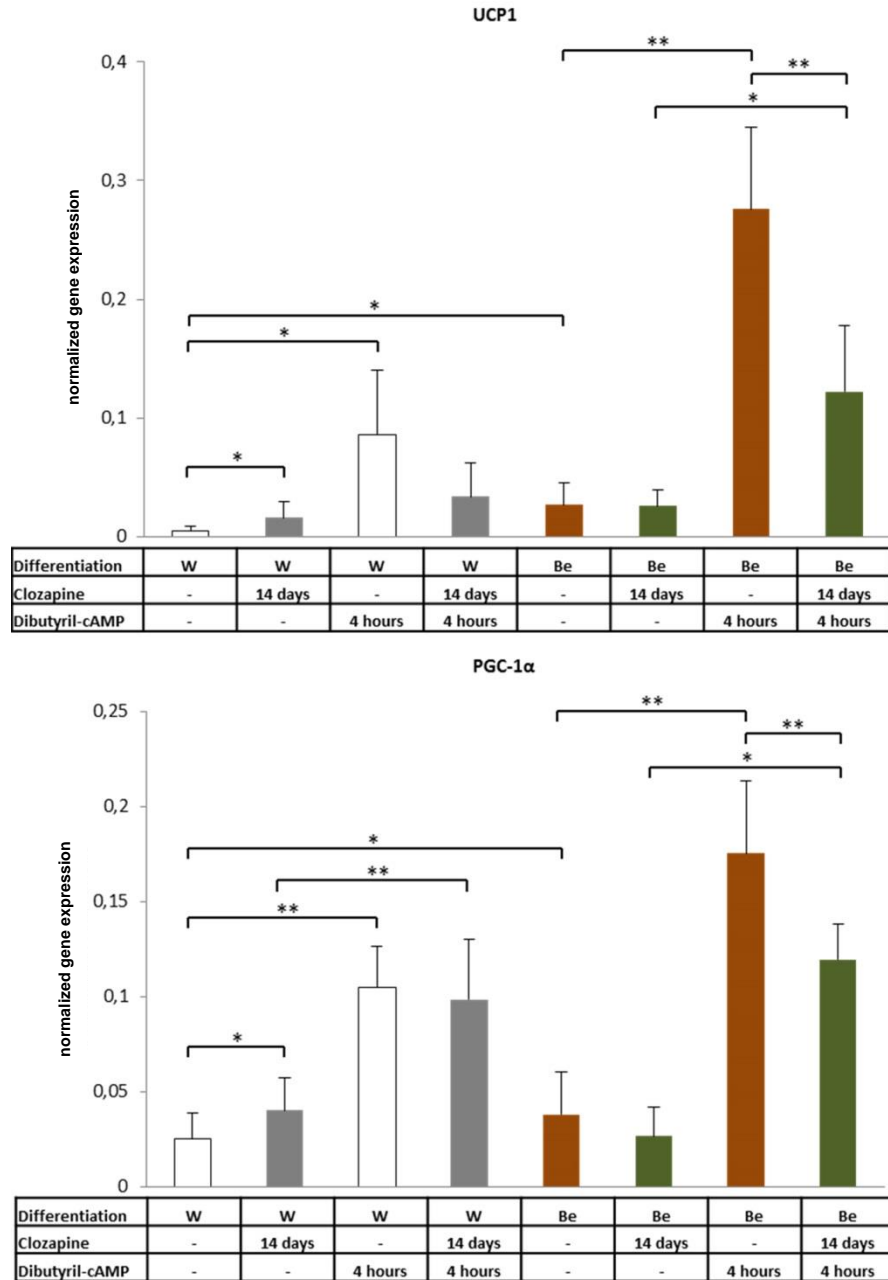 UCP1
**
**
*
0,4
0,3
0,2
0,1
0
normalized gene expression
*
*
*
Differentiation W W W W Be Be Be Be
Clozapine - 14 days - 14 days - 14 days - 14 days
Dibutyril-cAMP - - 4 hours 4 hours - - 4 hours 4 hours
PGC-1α
**
**
*
0,25
0,2
0,15
0,1
0,05
0
normalized gene expression
*
**
**
*
Differentiation W W W W Be Be Be Be
Clozapine - 14 days - 14 days - 14 days - 14 days
Dibutyril-cAMP - - 4 hours 4 hours - - 4 hours 4 hours